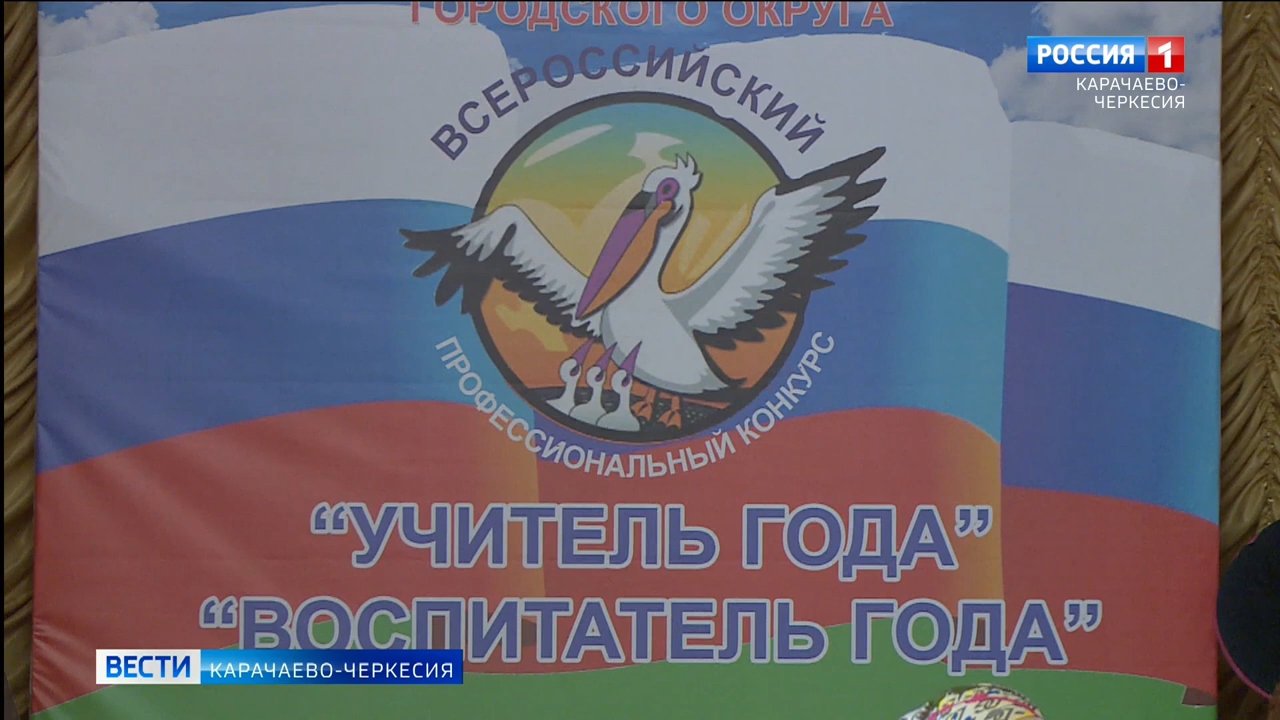 ГОРОДСКОГО ОКРУГА
РОССИЯ 1
КАРАЧАЕВО-
ЧЕРКЕСИЯ
ВСЕРОССИЙСКИЙ
ПРОФЕССИОНАЛЬНЫЙ КОНКУРС
“УЧИТЕЛЬ ГОДА”
“ВОСПИТАТЕЛЬ ГОДА”
ВЕСТИ КАРАЧАЕВО-ЧЕРКЕСИЯ